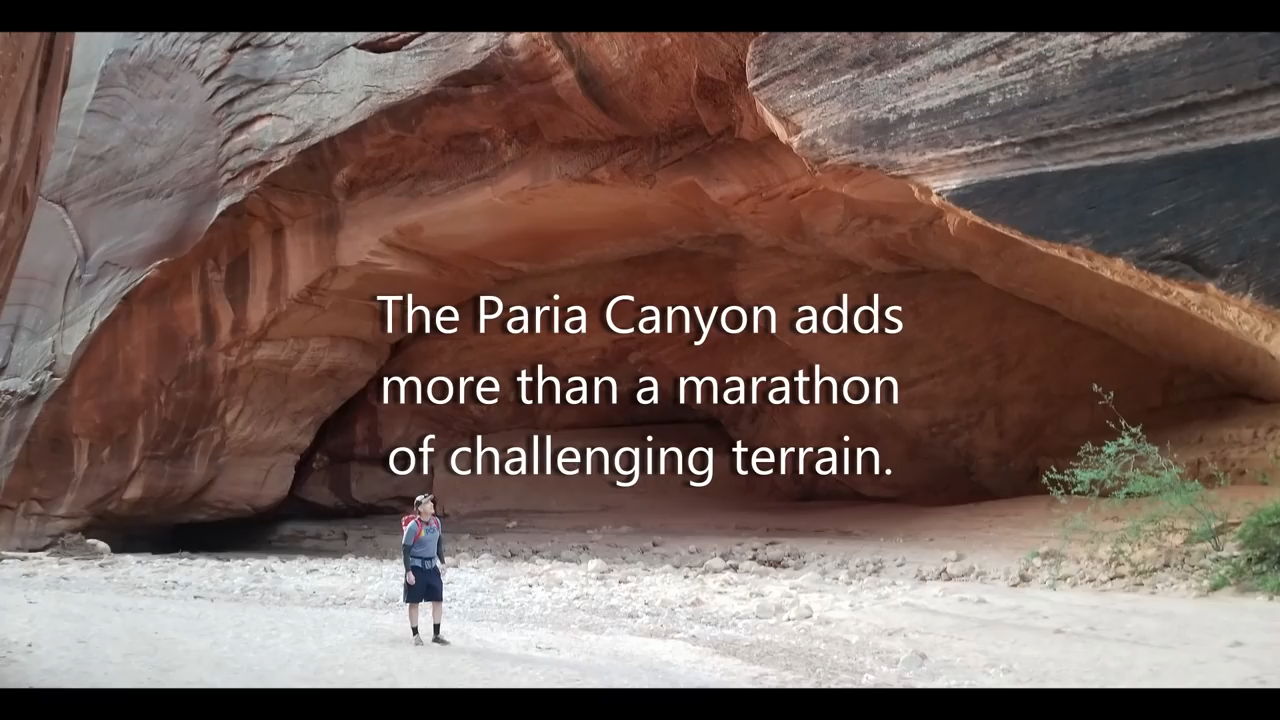 The Paria Canyon adds
more than a marathon
of challenging terrain.